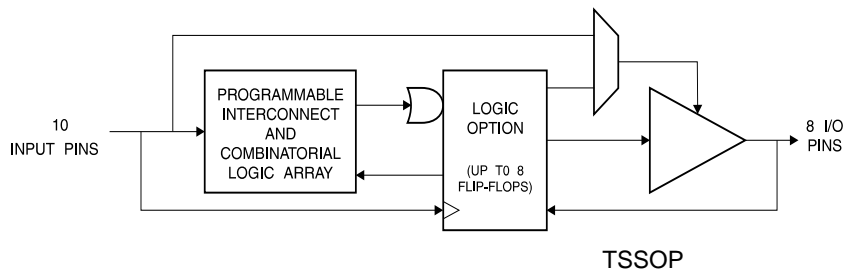 10
INPUT PINS
PROGRAMMABLE
INTERCONNECT
AND
COMBINATORIAL
LOGIC ARRAY
LOGIC
OPTION
(UP T0 8
FLIP-FLOPS)
8 I/O
PINS
TSSOP